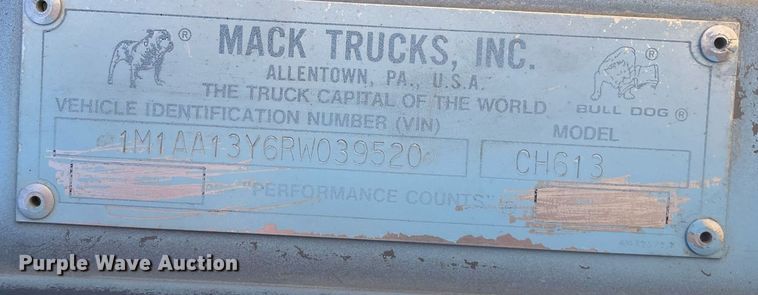 MACK TRUCKS, INC.
ALLENTOWN, PA., U.S.A.
THE TRUCK CAPITAL OF THE WORLD
BULL DOG ®
VEHICLE IDENTIFICATION NUMBER (VIN)
MODEL
1M1AA13Y6RW039520
CH613
"PERFORMANCE COUNTS"
Purple Wave Auction